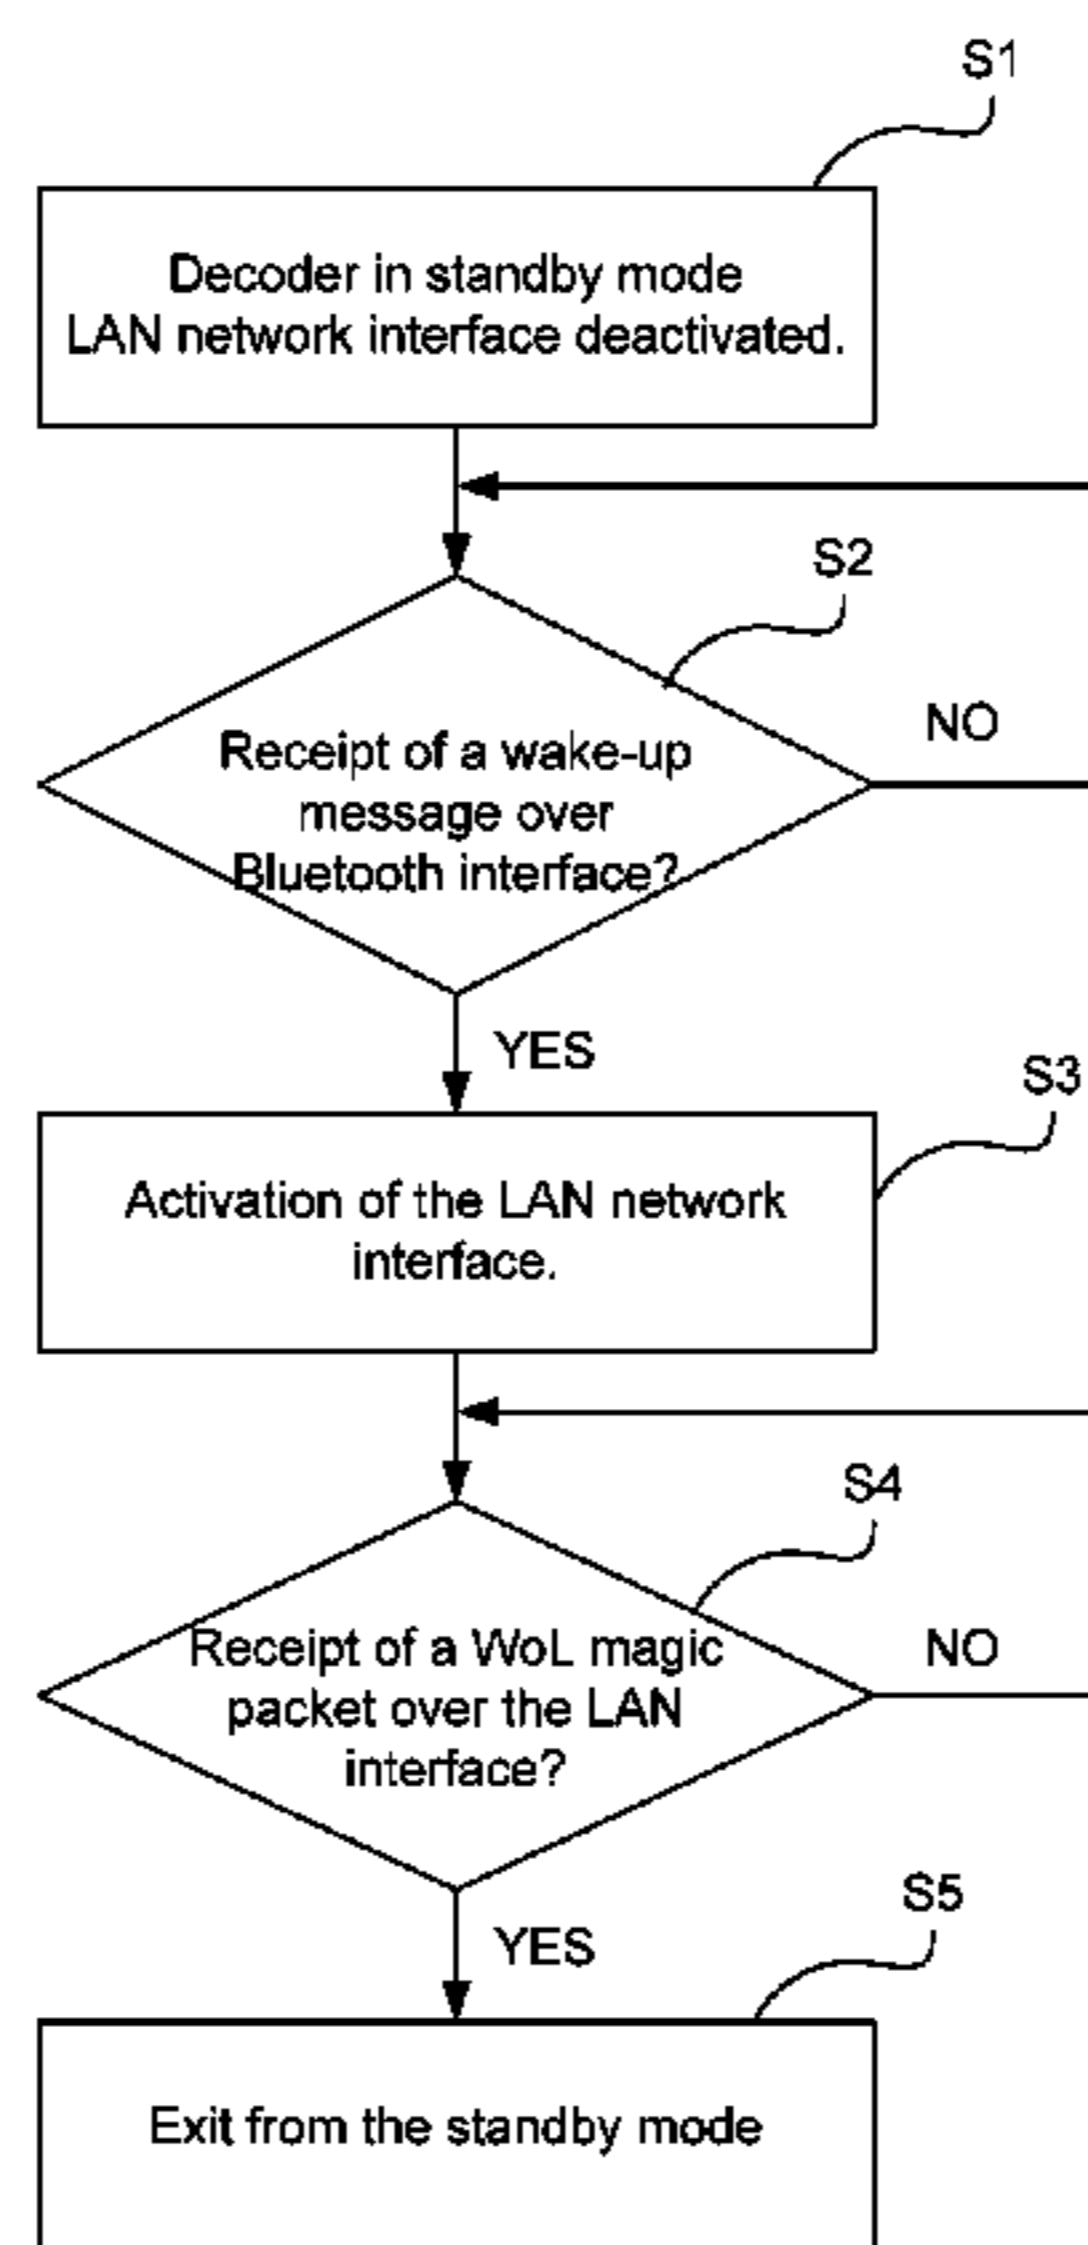 S1
Decoder in standby mode
LAN network interface deactivated.
S2
NO
Receipt of a wake-up
message over
Bluetooth interface?
YES
S3
Activation of the LAN network
interface.
S4
NO
Receipt of a WoL magic
packet over the LAN
interface?
YES
S5
Exit from the standby mode